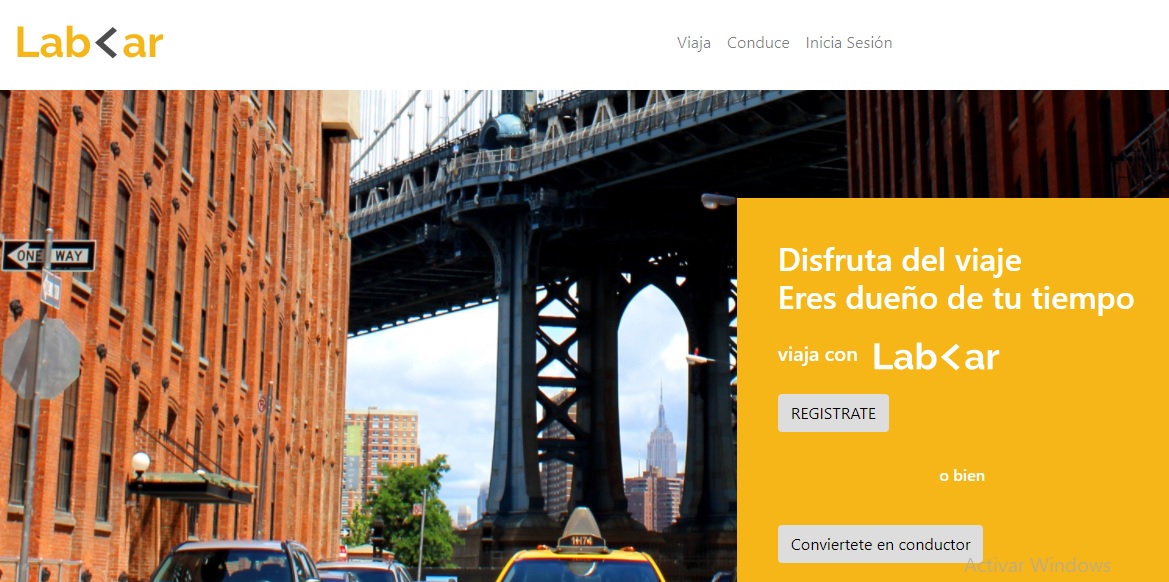 Lab<ar
Viaja Conduce Inicia Sesión
ONE WAY
Disfruta del viaje
Eres dueño de tu tiempo
viaja con Lab<ar
REGISTRATE
o bien
Conviertete en conductor
Activar Windows